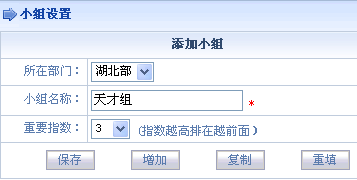 小组设置
添加小组
所在部门： 湖北部
小组名称： 天才组 *
重要指数： 3 (指数越高排在越前面)
保存 增加 复制 重填